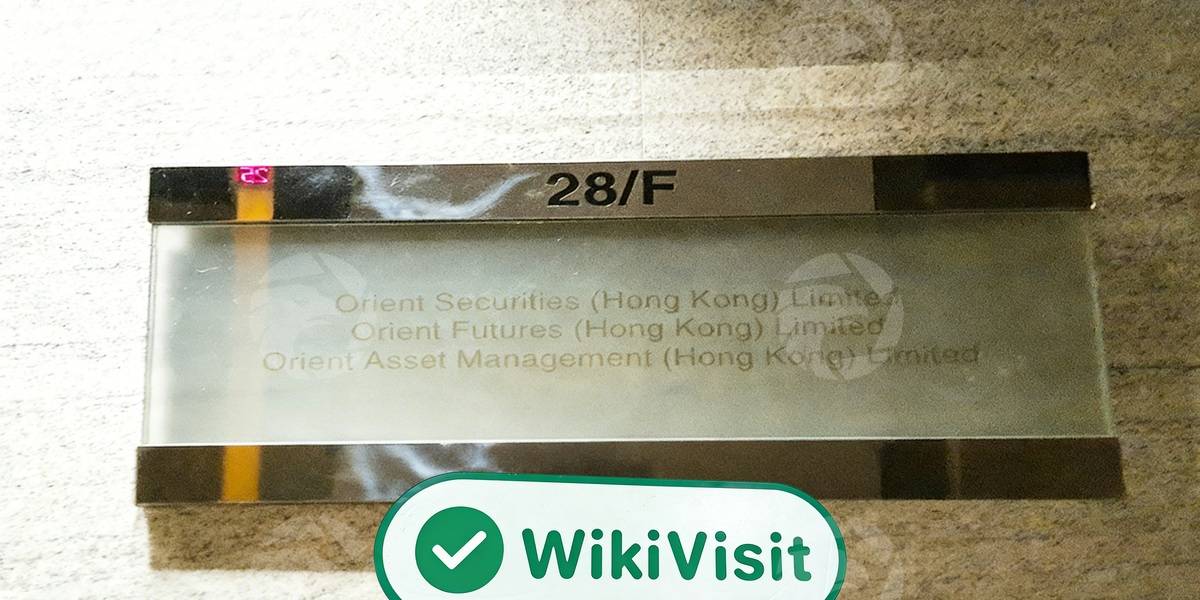 25
28/F
Orient Securities (Hong Kong) Limited
Orient Futures (Hong Kong) Limited
Orient Asset Management (Hong Kong) Limited
WikiVisit